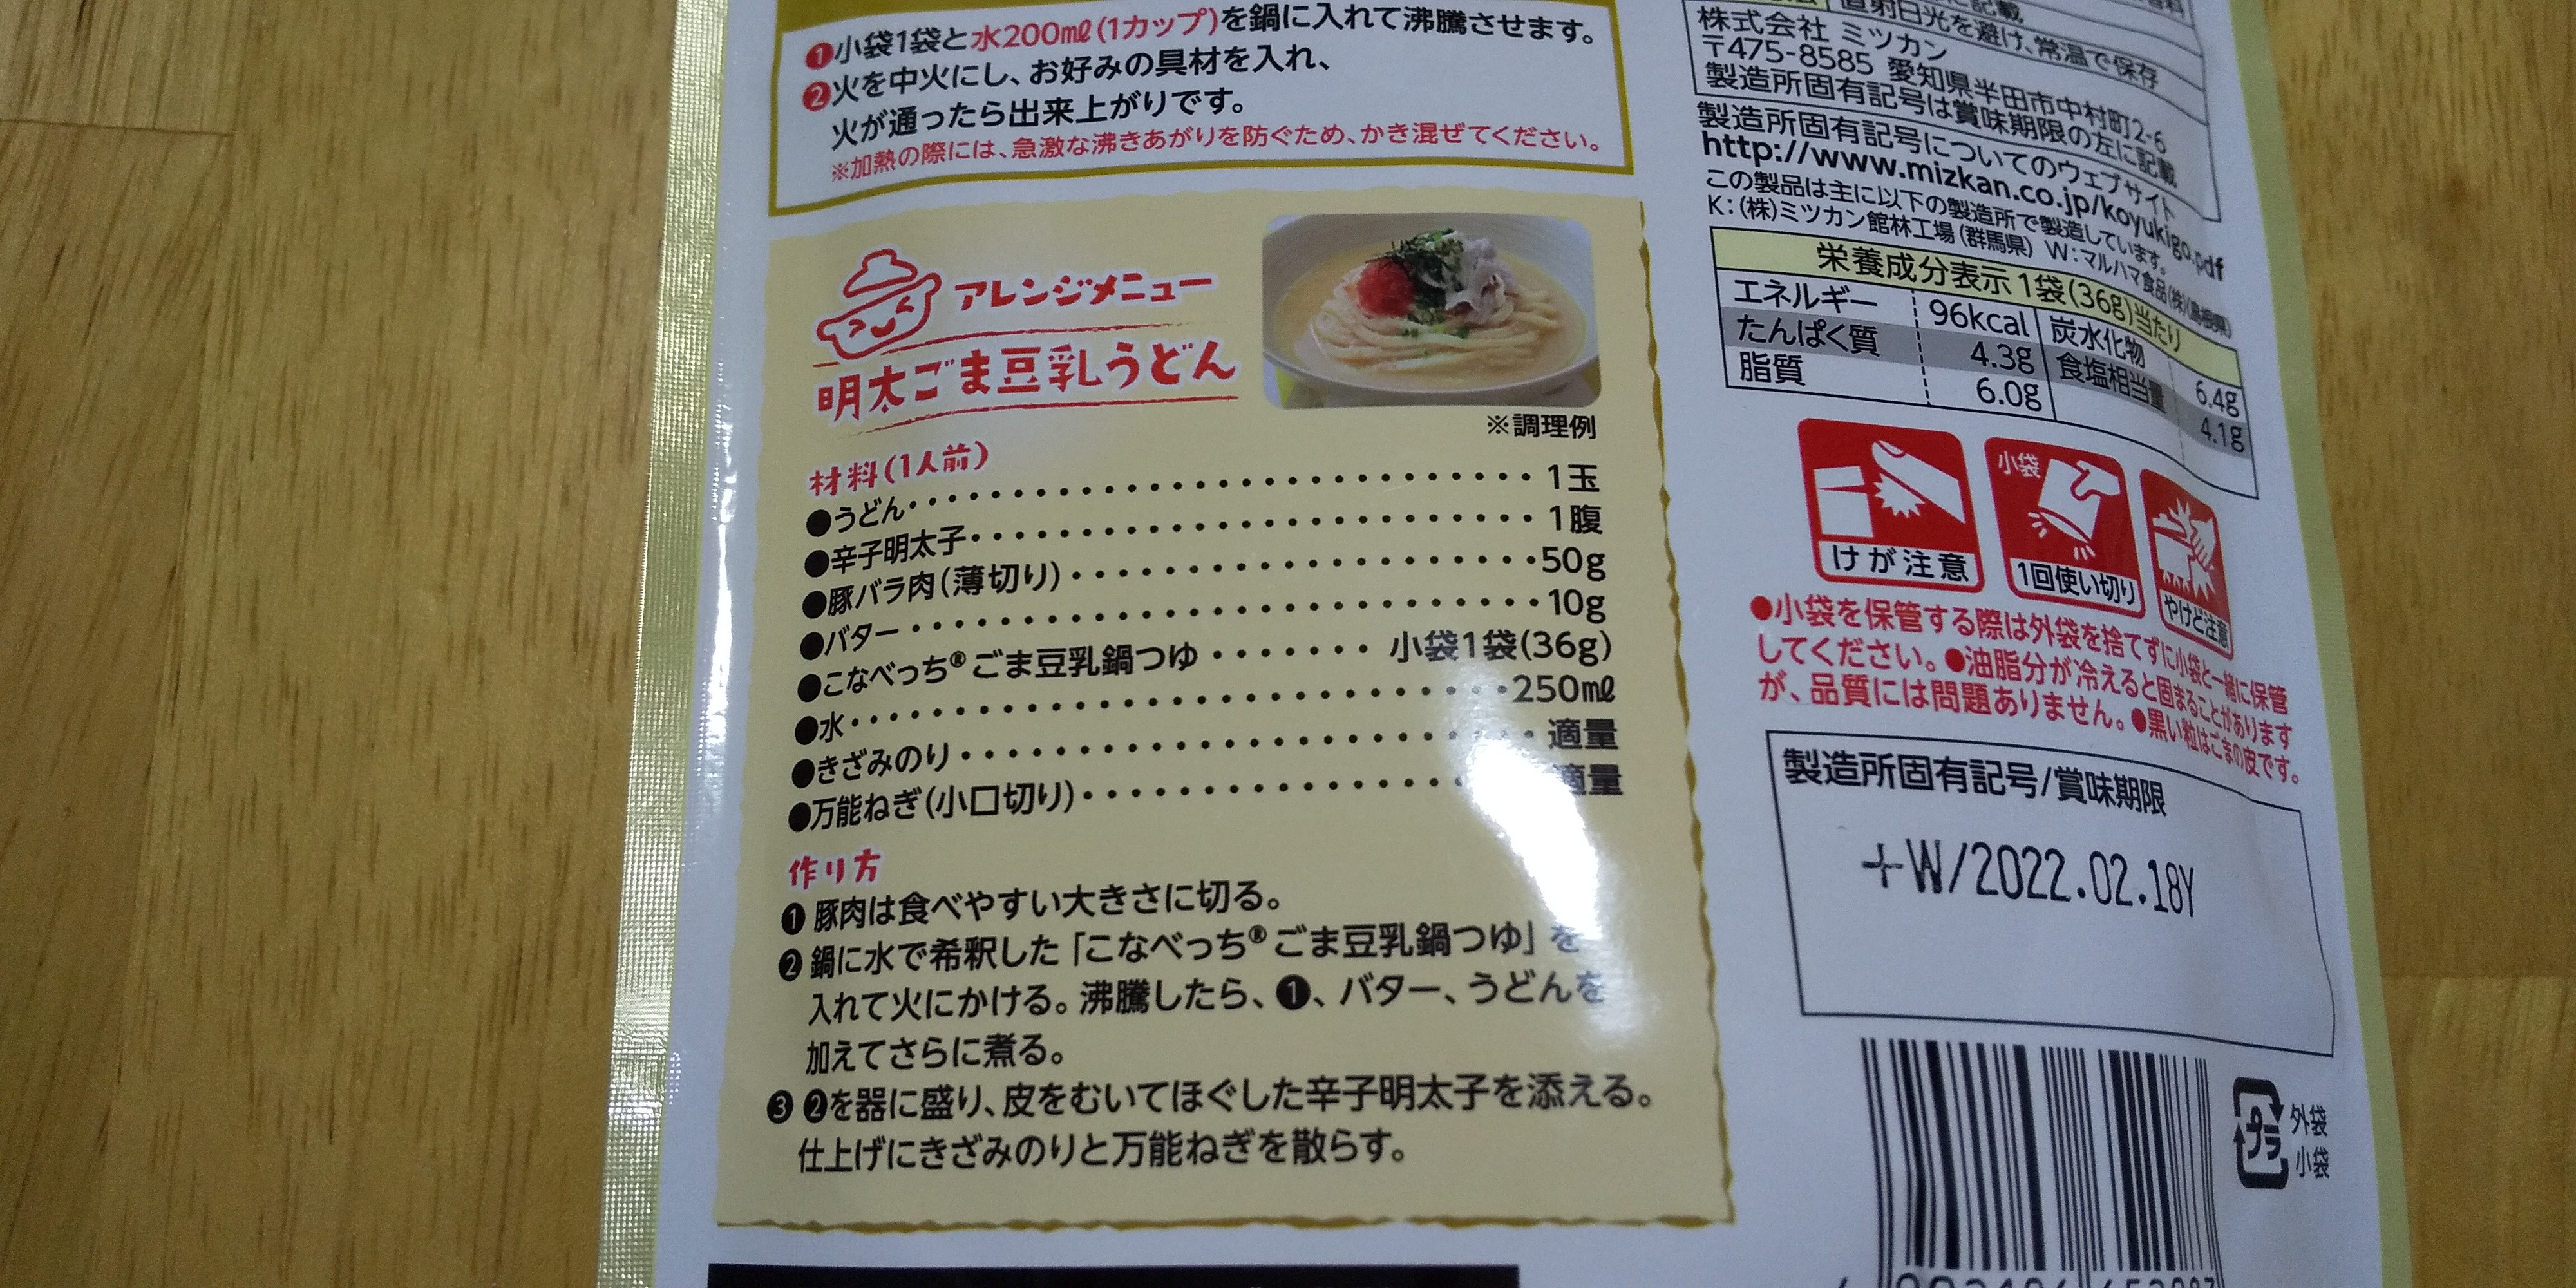 ❶小袋1袋と水200㎖(1カップ)を鍋に入れて沸騰させます。
❷火を中火にし、お好みの具材を入れ、
火が通ったら出来上がりです。
※加熱の際には、急激な沸きあがりを防ぐため、かき混ぜてください。
アレンジメニュー
明太ごま豆乳うどん
※調理例
材料(1人前)
●うどん・・・・・・・・・・・・・・・・・・・・・・・・1玉
●辛子明太子・・・・・・・・・・・・・・・・・・・・・・1腹
●豚バラ肉(薄切り)・・・・・・・・・・・・・・・・・・50g
●バター・・・・・・・・・・・・・・・・・・・・・・・・10g
●こなべっち®ごま豆乳鍋つゆ・・・・・・・小袋1袋(36g)
●水・・・・・・・・・・・・・・・・・・・・・・・・・250㎖
●きざみのり・・・・・・・・・・・・・・・・・・・・・・適量
●万能ねぎ(小口切り)・・・・・・・・・・・・・・・・・適量
作り方
❶豚肉は食べやすい大きさに切る。
❷鍋に水で希釈した「こなべっち®ごま豆乳鍋つゆ」を
入れて火にかける。沸騰したら、❶、バター、うどんを
加えてさらに煮る。
❸❷を器に盛り、皮をむいてほぐした辛子明太子を添える。
仕上げにきざみのりと万能ねぎを散らす。
に記載
直射日光を避け、常温で保存
株式会社 ミツカン
〒475-8585 愛知県半田市中村町2-6
製造所固有記号は賞味期限の左に記載
製造所固有記号についてのウェブサイト
http://www.mizkan.co.jp/koyukigo.pdf
この製品は主に以下の製造所で製造しています。
K:(株)ミツカン館林工場(群馬県) W:マルハマ食品(株)(島根県)
栄養成分表示 1袋(36g)当たり
エネルギー 96kcal 炭水化物 6.4g
たんぱく質 4.3g 食塩相当量 4.1g
脂質 6.0g
けが注意
小袋
1回使い切り
やけど注意
●小袋を保管する際は外袋を捨てずに小袋と一緒に保管
してください。●油脂分が冷えると固まることがあります
が、品質には問題ありません。●黒い粒はごまの皮です。
製造所固有記号/賞味期限
+W/2022.02.18Y
プラ
外袋
小袋